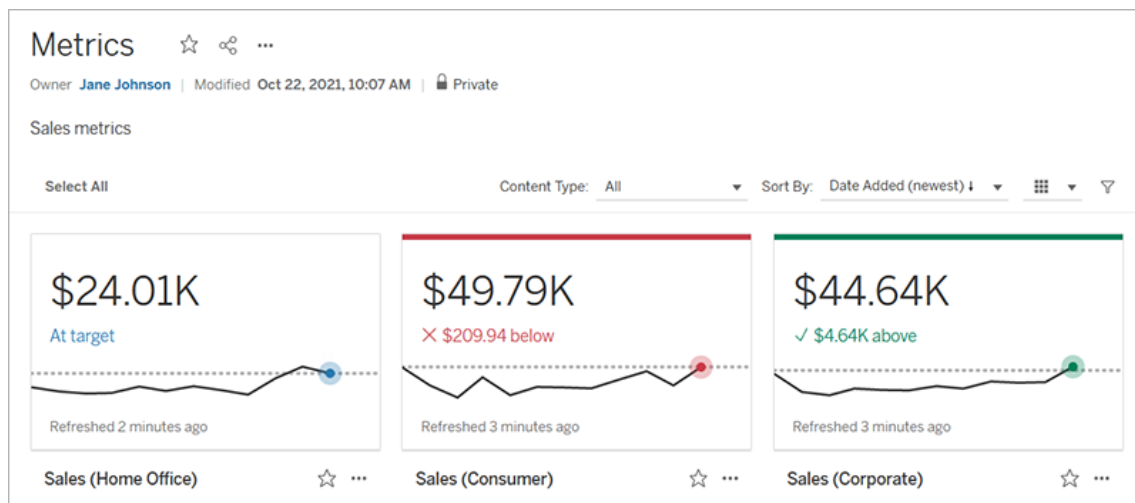 Metrics
Owner Jane Johnson | Modified Oct 22, 2021, 10:07 AM | Private
Sales metrics
Select All Content Type: All Sort By: Date Added (newest)
$24.01K $49.79K $44.64K
At target $209.94 below $4.64K above
Refreshed 2 minutes ago Refreshed 3 minutes ago Refreshed 3 minutes ago
Sales (Home Office) Sales (Consumer) Sales (Corporate)